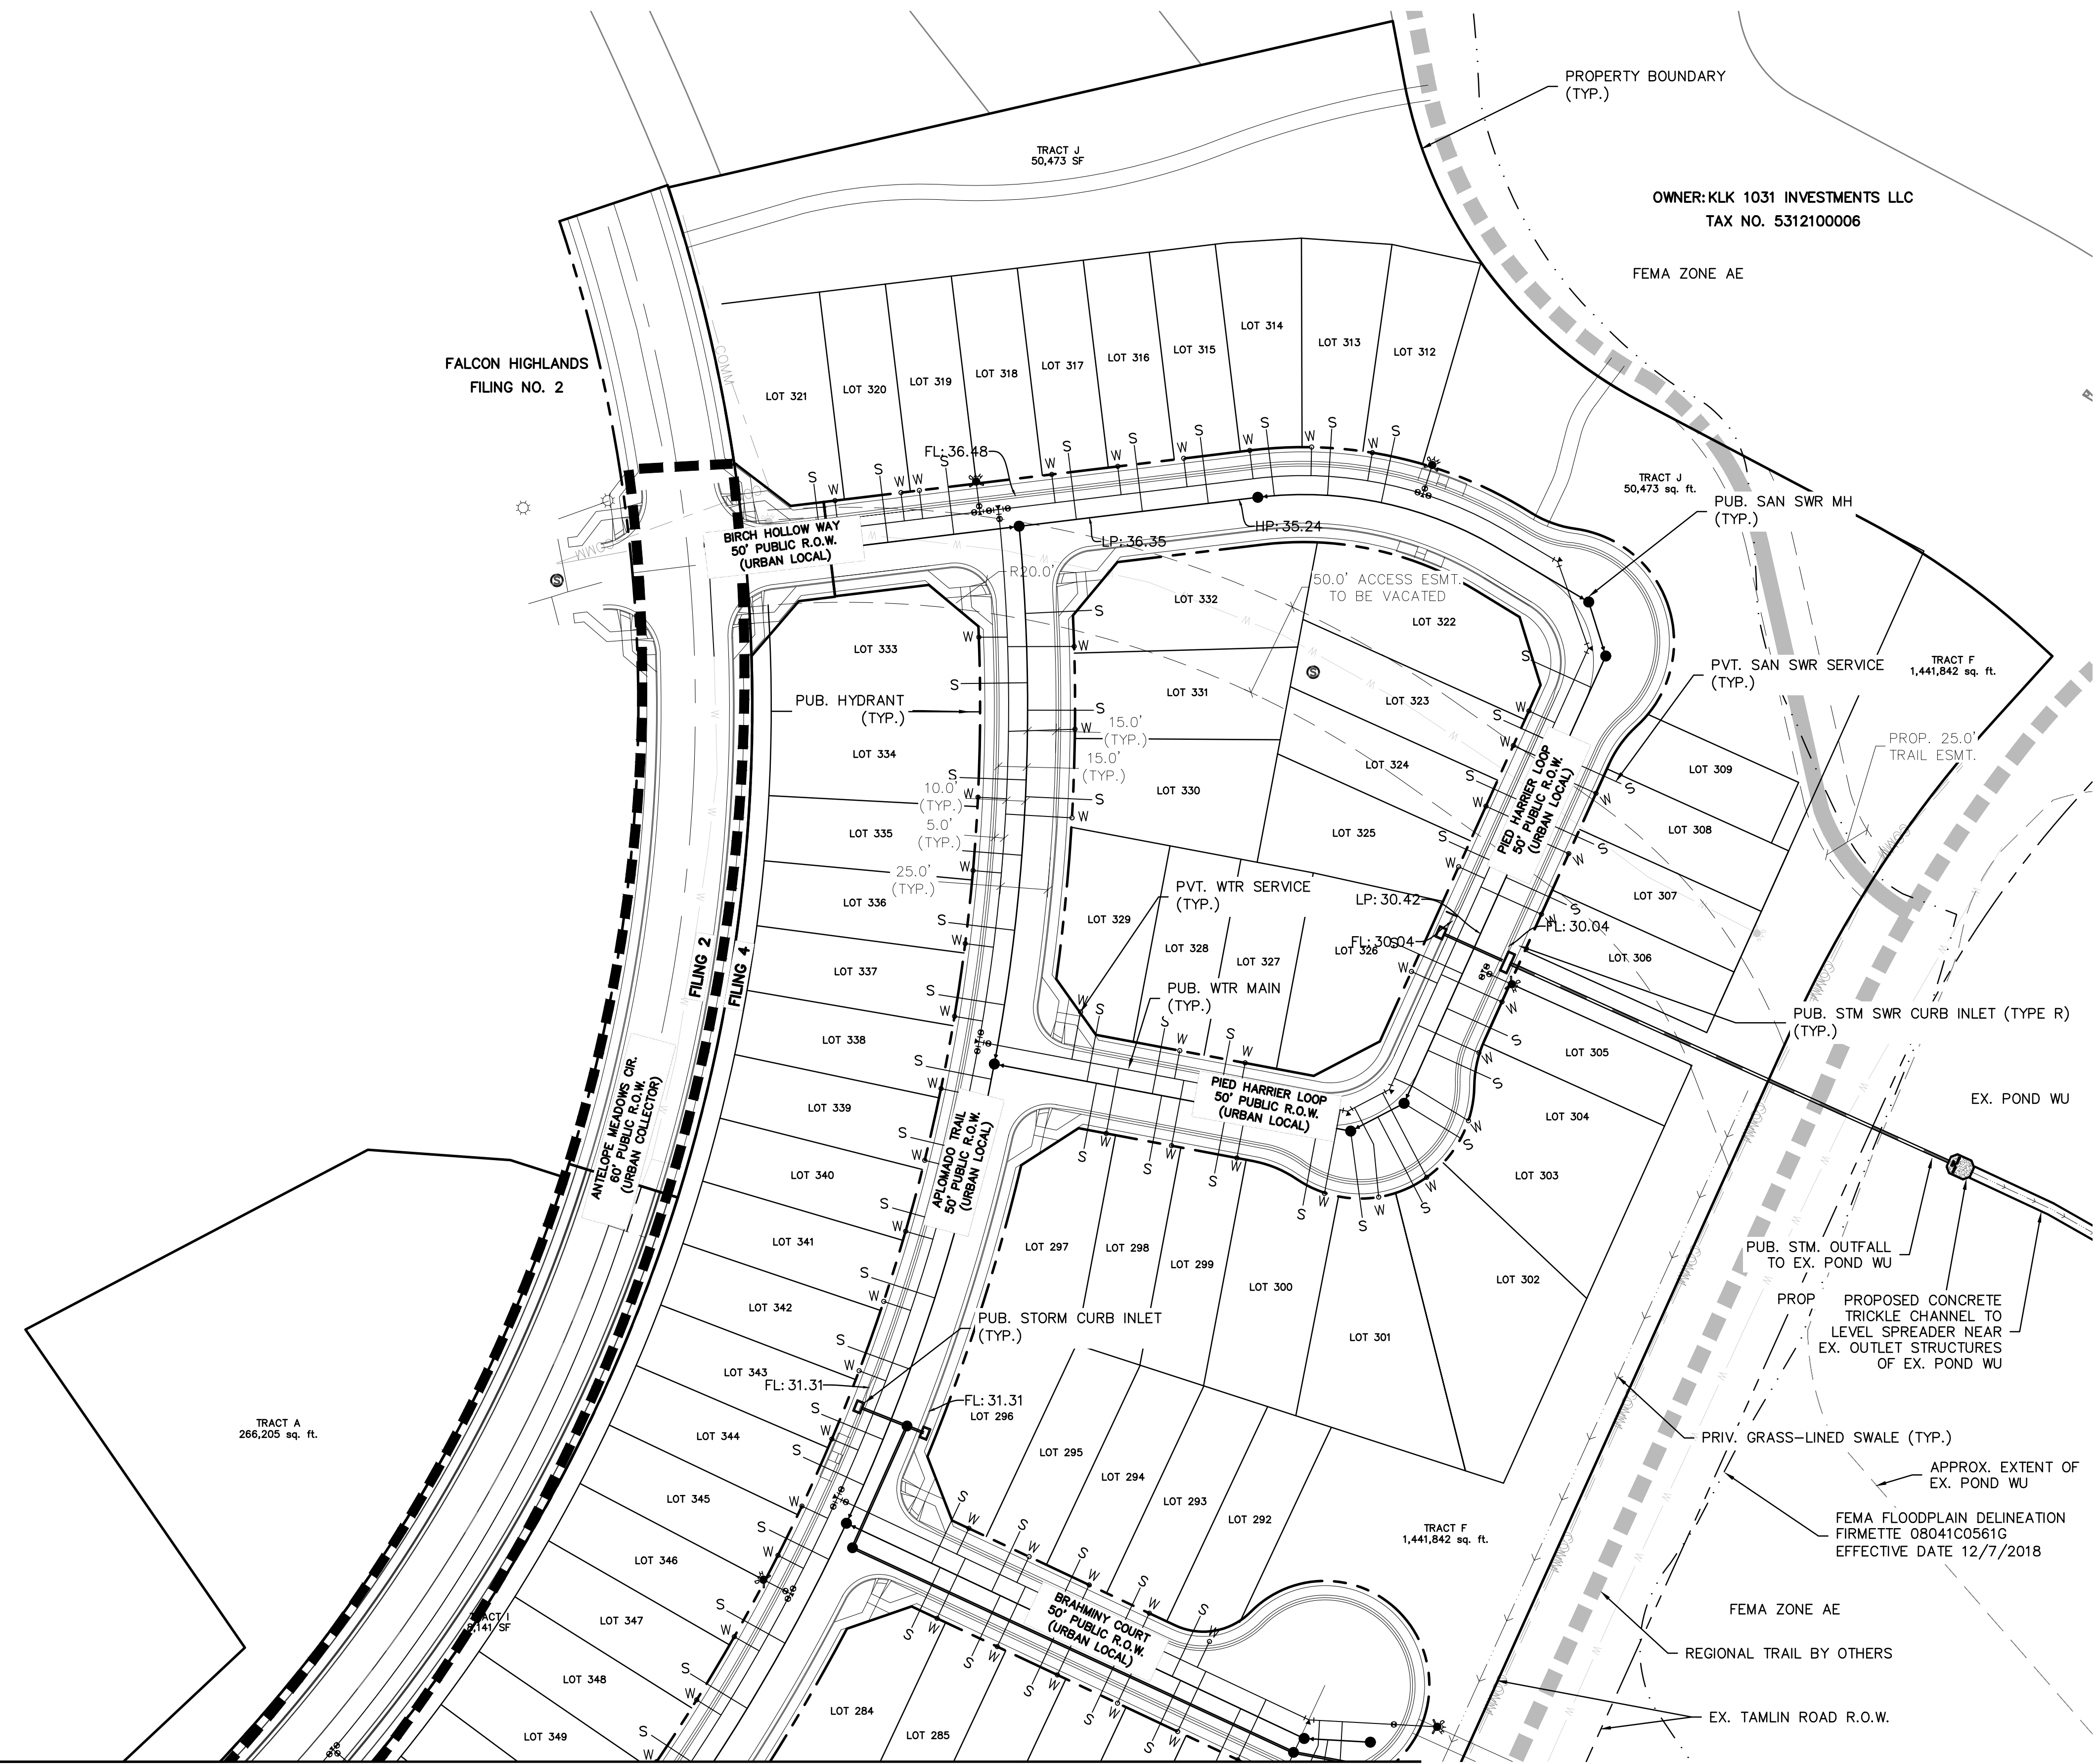 PROPERTY BOUNDARY
(TYP.)
TRACT J
50,473 SF
OWNER: KLK 1031 INVESTMENTS LLC
TAX NO. 5312100006
FEMA ZONE AE
FALCON HIGHLANDS
FILING NO. 2
COMM
LOT 321
LOT 320
LOT 319
LOT 318
LOT 317
LOT 316
LOT 315
LOT 314
LOT 313
LOT 312
FL: 36.48
TRACT J
50,473 sq. ft.
PUB. SAN SWR MH
(TYP.)
BIRCH HOLLOW WAY
50' PUBLIC R.O.W.
(URBAN LOCAL)
COMM
LP: 36.35
HP: 35.24
R20.0'
50.0' ACCESS ESMT.
TO BE VACATED
LOT 332
LOT 322
LOT 333
PVT. SAN SWR SERVICE
(TYP.)
TRACT F
1,441,842 sq. ft.
PUB. HYDRANT
(TYP.)
LOT 331
LOT 323
15.0'
(TYP.)
LOT 334
15.0'
(TYP.)
LOT 324
LOT 309
PROP. 25.0'
TRAIL ESMT.
10.0'
(TYP.)
LOT 330
PIED HARRIER LOOP
50' PUBLIC R.O.W.
(URBAN LOCAL)
LOT 335
5.0'
(TYP.)
LOT 325
LOT 308
25.0'
(TYP.)
PVT. WTR SERVICE
(TYP.)
LOT 336
LP: 30.42
LOT 307
LOT 329
FL: 30.04
FL: 30.04
LOT 328
LOT 327
LOT 326
LOT 306
FILING 2
FILING 4
LOT 337
PUB. WTR MAIN
(TYP.)
PUB. STM SWR CURB INLET (TYPE R)
(TYP.)
LOT 338
LOT 305
ANTELOPE MEADOWS CIR.
60' PUBLIC R.O.W.
(URBAN COLLECTOR)
PIED HARRIER LOOP
50' PUBLIC R.O.W.
(URBAN LOCAL)
EX. POND WU
LOT 339
APLOMADO TRAIL
50' PUBLIC R.O.W.
(URBAN LOCAL)
LOT 304
LOT 340
LOT 303
LOT 341
LOT 297
LOT 298
LOT 299
LOT 300
LOT 302
PUB. STM. OUTFALL
TO EX. POND WU
LOT 342
PUB. STORM CURB INLET
(TYP.)
LOT 301
PROP
PROPOSED CONCRETE
TRICKLE CHANNEL TO
LEVEL SPREADER NEAR
EX. OUTLET STRUCTURES
OF EX. POND WU
LOT 343
FL: 31.31
FL: 31.31
LOT 296
TRACT A
266,205 sq. ft.
LOT 344
LOT 295
LOT 294
PRIV. GRASS-LINED SWALE (TYP.)
APPROX. EXTENT OF
EX. POND WU
LOT 345
LOT 293
LOT 292
TRACT F
1,441,842 sq. ft.
FEMA FLOODPLAIN DELINEATION
FIRMETTE 08041C0561G
EFFECTIVE DATE 12/7/2018
LOT 346
BRAHMINY COURT
50' PUBLIC R.O.W.
(URBAN LOCAL)
FEMA ZONE AE
TRACT I
8,141 SF
LOT 347
REGIONAL TRAIL BY OTHERS
LOT 348
LOT 284
LOT 285
EX. TAMLIN ROAD R.O.W.
LOT 349